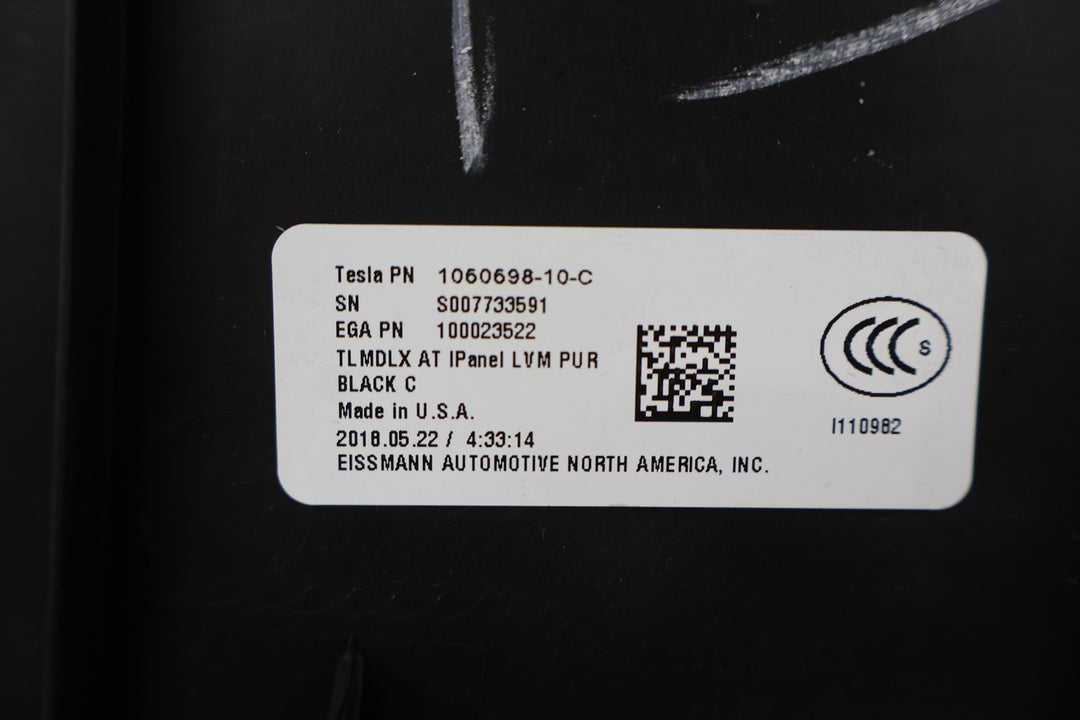 Tesla PN 1060698-10-C
SN S007733591
EGA PN 100023522
TLMDLX AT IPanel LVM PUR
BLACK C
Made in U.S.A.
2018.05.22 / 4:33:14
EISSMANN AUTOMOTIVE NORTH AMERICA, INC.
CCC S
I110982